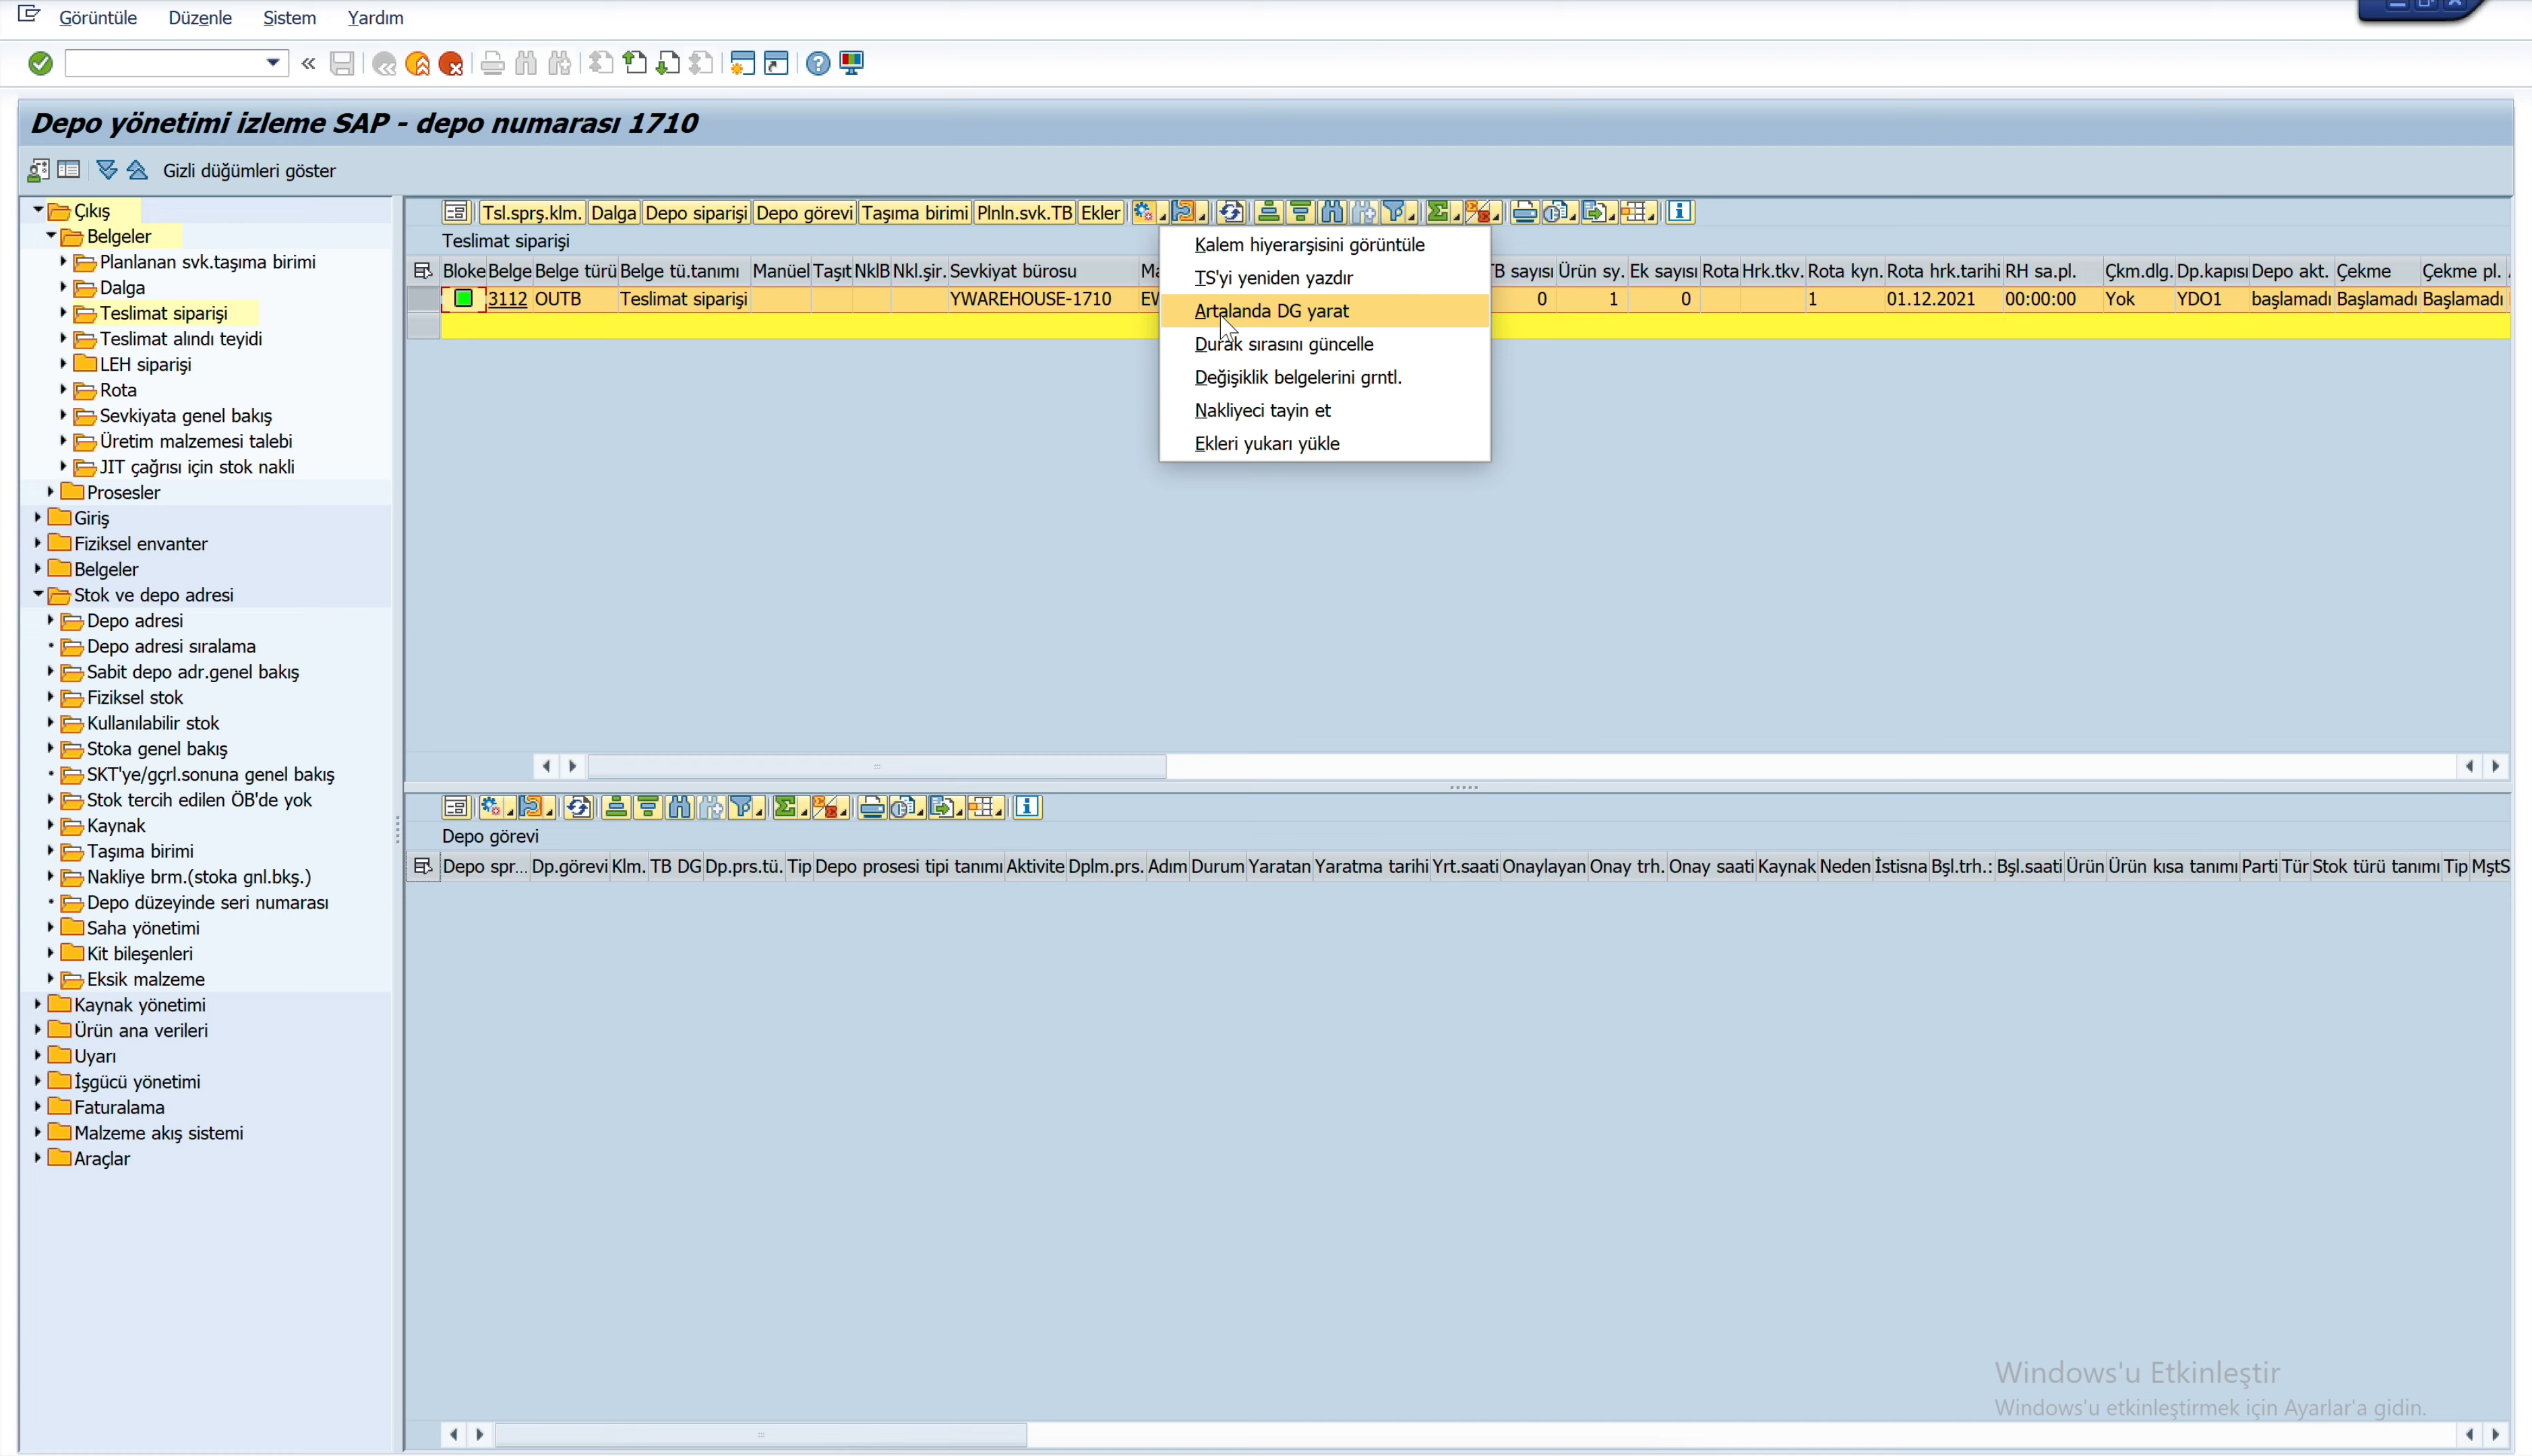 Görüntüle Düzenle Sistem Yardım
Depo yönetimi izleme SAP - depo numarası 1710
Gizli düğümleri göster
Çıkış
Belgeler
Planlanan svk.taşıma birimi
Dalga
Teslimat siparişi
Teslimat alındı teyidi
LEH siparişi
Rota
Sevkiyata genel bakış
Üretim malzemesi talebi
JIT çağrısı için stok nakli
Prosesler
Giriş
Fiziksel envanter
Belgeler
Stok ve depo adresi
Depo adresi
Depo adresi sıralama
Sabit depo adr.genel bakış
Fiziksel stok
Kullanılabilir stok
Stoka genel bakış
SKT'ye/gçrl.sonuna genel bakış
Stok tercih edilen ÖB'de yok
Kaynak
Taşıma birimi
Nakliye brm.(stoka gnl.bkş.)
Depo düzeyinde seri numarası
Saha yönetimi
Kit bileşenleri
Eksik malzeme
Kaynak yönetimi
Ürün ana verileri
Uyarı
İşgücü yönetimi
Faturalama
Malzeme akış sistemi
Araçlar
Tsl.sprş.klm. Dalga Depo siparişi Depo görevi Taşıma birimi Plnln.svk.TB Ekler
Teslimat siparişi
Bloke Belge Belge türü Belge tü.tanımı Manüel Taşıt NklB Nkl.şir. Sevkiyat bürosu Ma TB sayısı Ürün sy. Ek sayısı Rota Hrk.tkv. Rota kyn. Rota hrk.tarihi RH sa.pl. Çkm.dlg. Dp.kapısı Depo akt. Çekme Çekme pl.
3112 OUTB Teslimat siparişi YWAREHOUSE-1710 EW 0 1 0 1 01.12.2021 00:00:00 Yok YDO1 başlamadı Başlamadı Başlamadı
Kalem hiyerarşisini görüntüle
TS'yi yeniden yazdır
Artalanda DG yarat
Durak sırasını güncelle
Değişiklik belgelerini grntl.
Nakliyeci tayin et
Ekleri yukarı yükle
Depo görevi
Depo spr... Dp.görevi Klm. TB DG Dp.prs.tü. Tip Depo prosesi tipi tanımı Aktivite Dplm.prs. Adım Durum Yaratan Yaratma tarihi Yrt.saati Onaylayan Onay trh. Onay saati Kaynak Neden İstisna Bşl.trh.: Bşl.saati Ürün Ürün kısa tanımı Parti Tür Stok türü tanımı Tip MştS
Windows'u Etkinleştir
Windows'u etkinleştirmek için Ayarlar'a gidin.